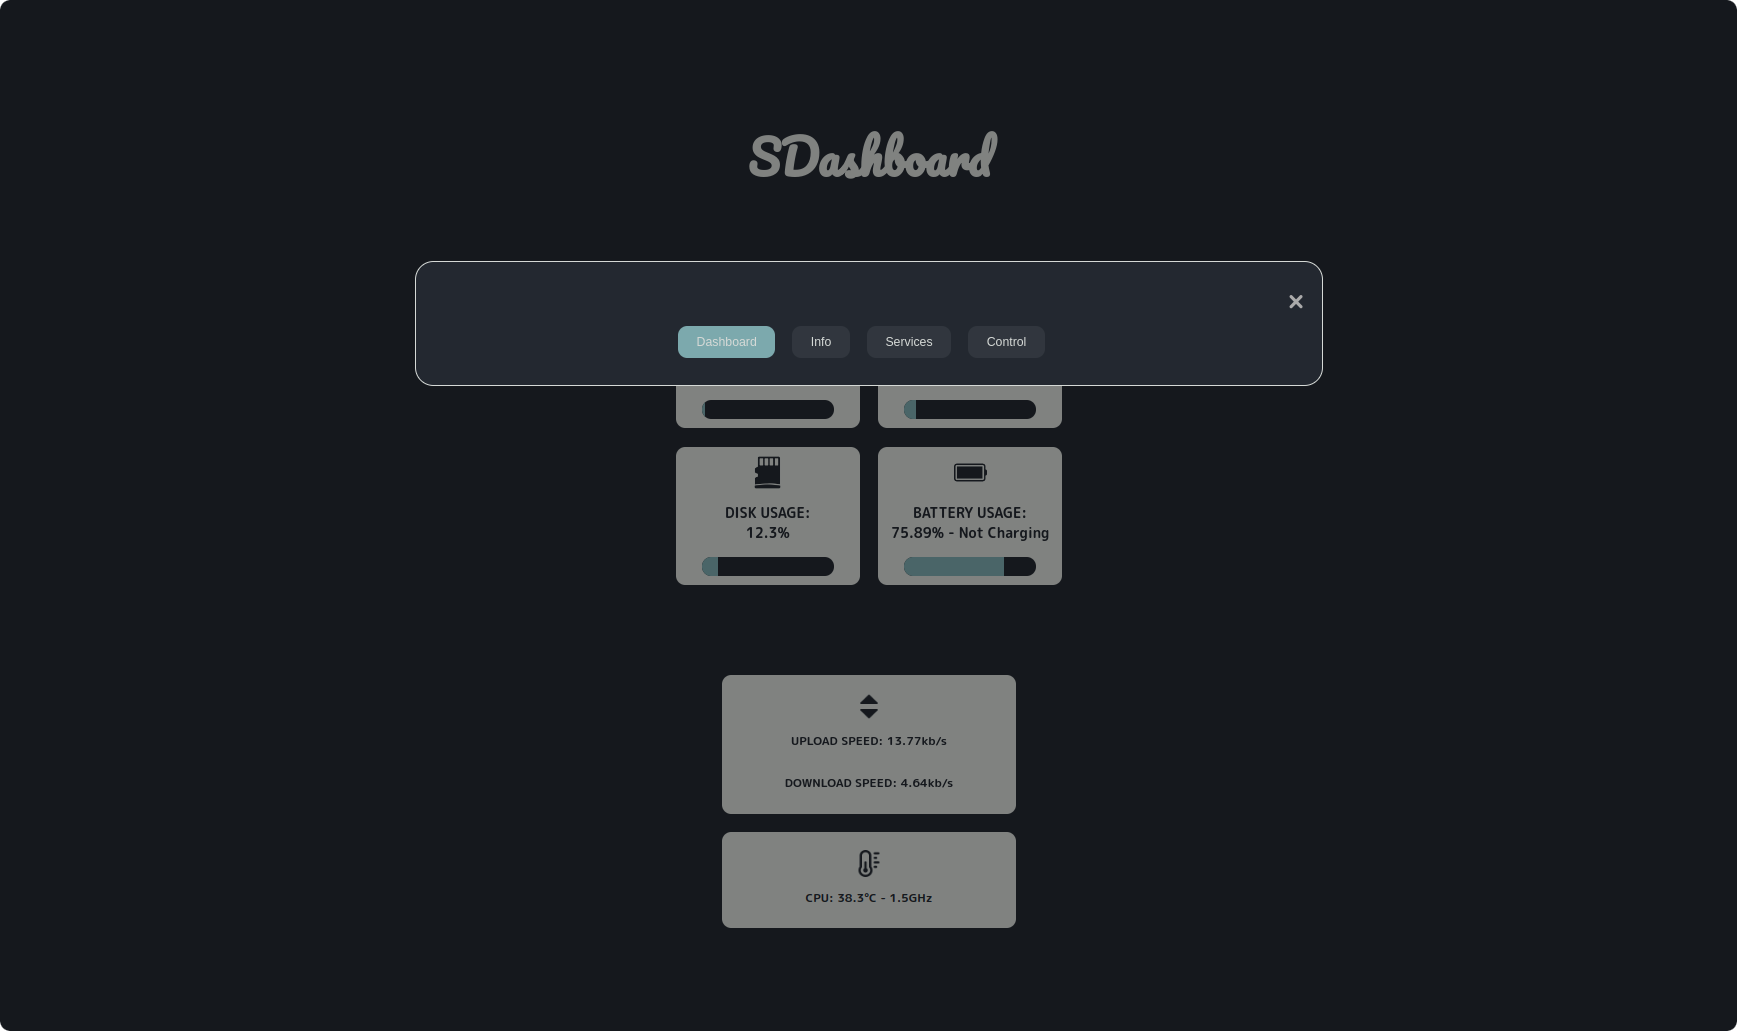 SDashboard
Dashboard
Info
Services
Control
DISK USAGE:
12.3%
BATTERY USAGE:
75.89% - Not Charging
UPLOAD SPEED: 13.77kb/s
DOWNLOAD SPEED: 4.64kb/s
CPU: 38.3°C - 1.5GHz